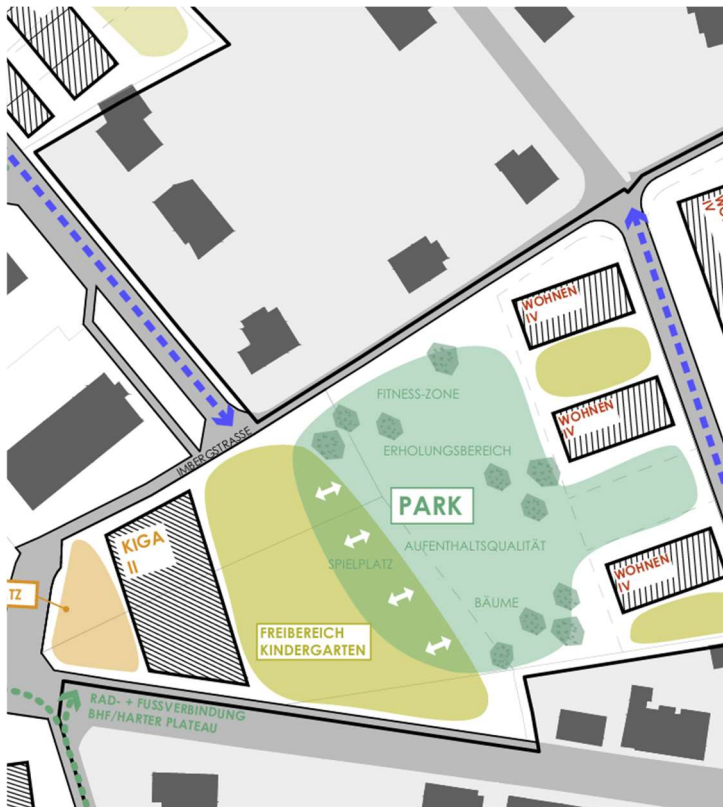 WOHNEN
IV
FITNESS-ZONE
WOHNEN
IV
ERHOLUNGSBEREICH
IMBERGSTRASSE
PARK
KIGA
II
AUFENTHALTSQUALITÄT
SPIELPLATZ
WOHNEN
IV
TZ
BÄUME
FREIBEREICH
KINDERGARTEN
RAD- + FUSSVERBINDUNG
BHF/HARTER PLATEAU